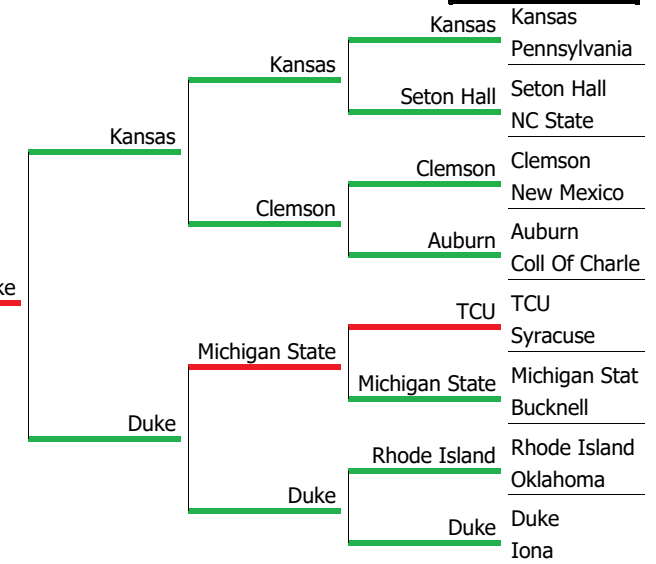 Kansas
Kansas
Pennsylvania
Kansas
Seton Hall
Seton Hall
NC State
Kansas
Clemson
Clemson
New Mexico
Clemson
Auburn
Auburn
Coll Of Charle
ke
TCU
TCU
Syracuse
Michigan State
Michigan State
Michigan Stat
Bucknell
Duke
Rhode Island
Rhode Island
Oklahoma
Duke
Duke
Duke
Iona